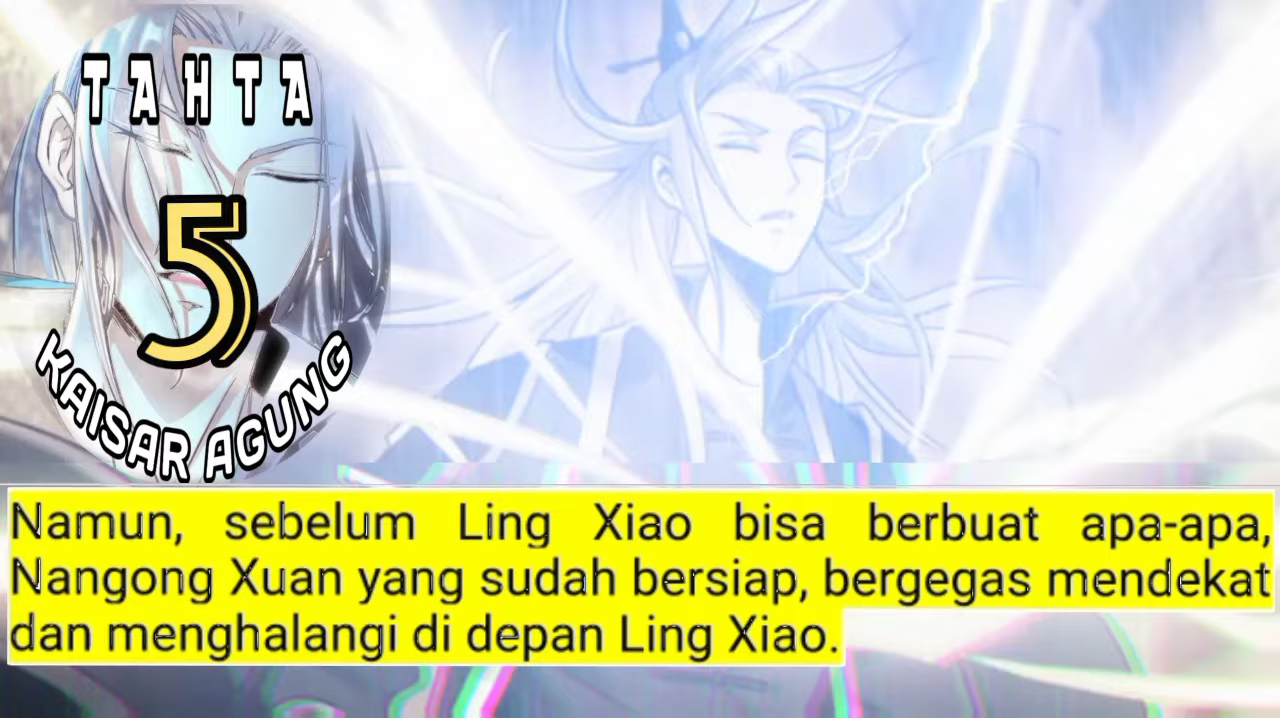 TAHTA
5
KAISAR AGUNG
Namun, sebelum Ling Xiao bisa berbuat apa-apa,
Nangong Xuan yang sudah bersiap, bergegas mendekat
dan menghalangi di depan Ling Xiao.